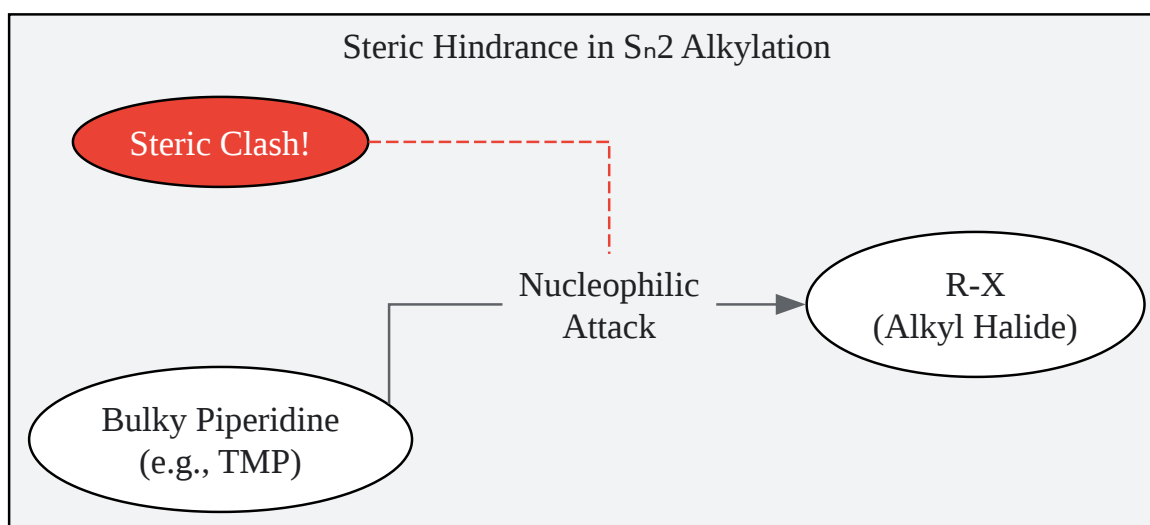 Steric Hindrance in Sₙ2 Alkylation
Steric Clash!
Nucleophilic
Attack
R-X
(Alkyl Halide)
Bulky Piperidine
(e.g., TMP)